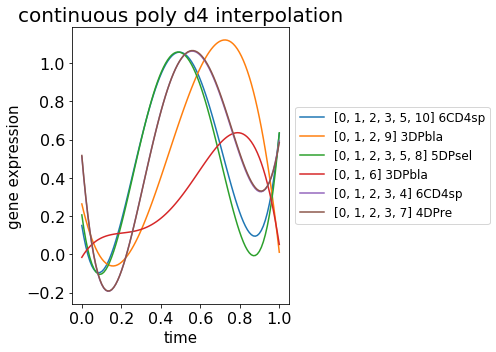 continuous poly d4 interpolation
gene expression
1.0
0.8
0.6
0.4
0.2
0.0
−0.2
0.0 0.2 0.4 0.6 0.8 1.0
time
[0, 1, 2, 3, 5, 10] 6CD4sp
[0, 1, 2, 9] 3DPbla
[0, 1, 2, 3, 5, 8] 5DPsel
[0, 1, 6] 3DPbla
[0, 1, 2, 3, 4] 6CD4sp
[0, 1, 2, 3, 7] 4DPre